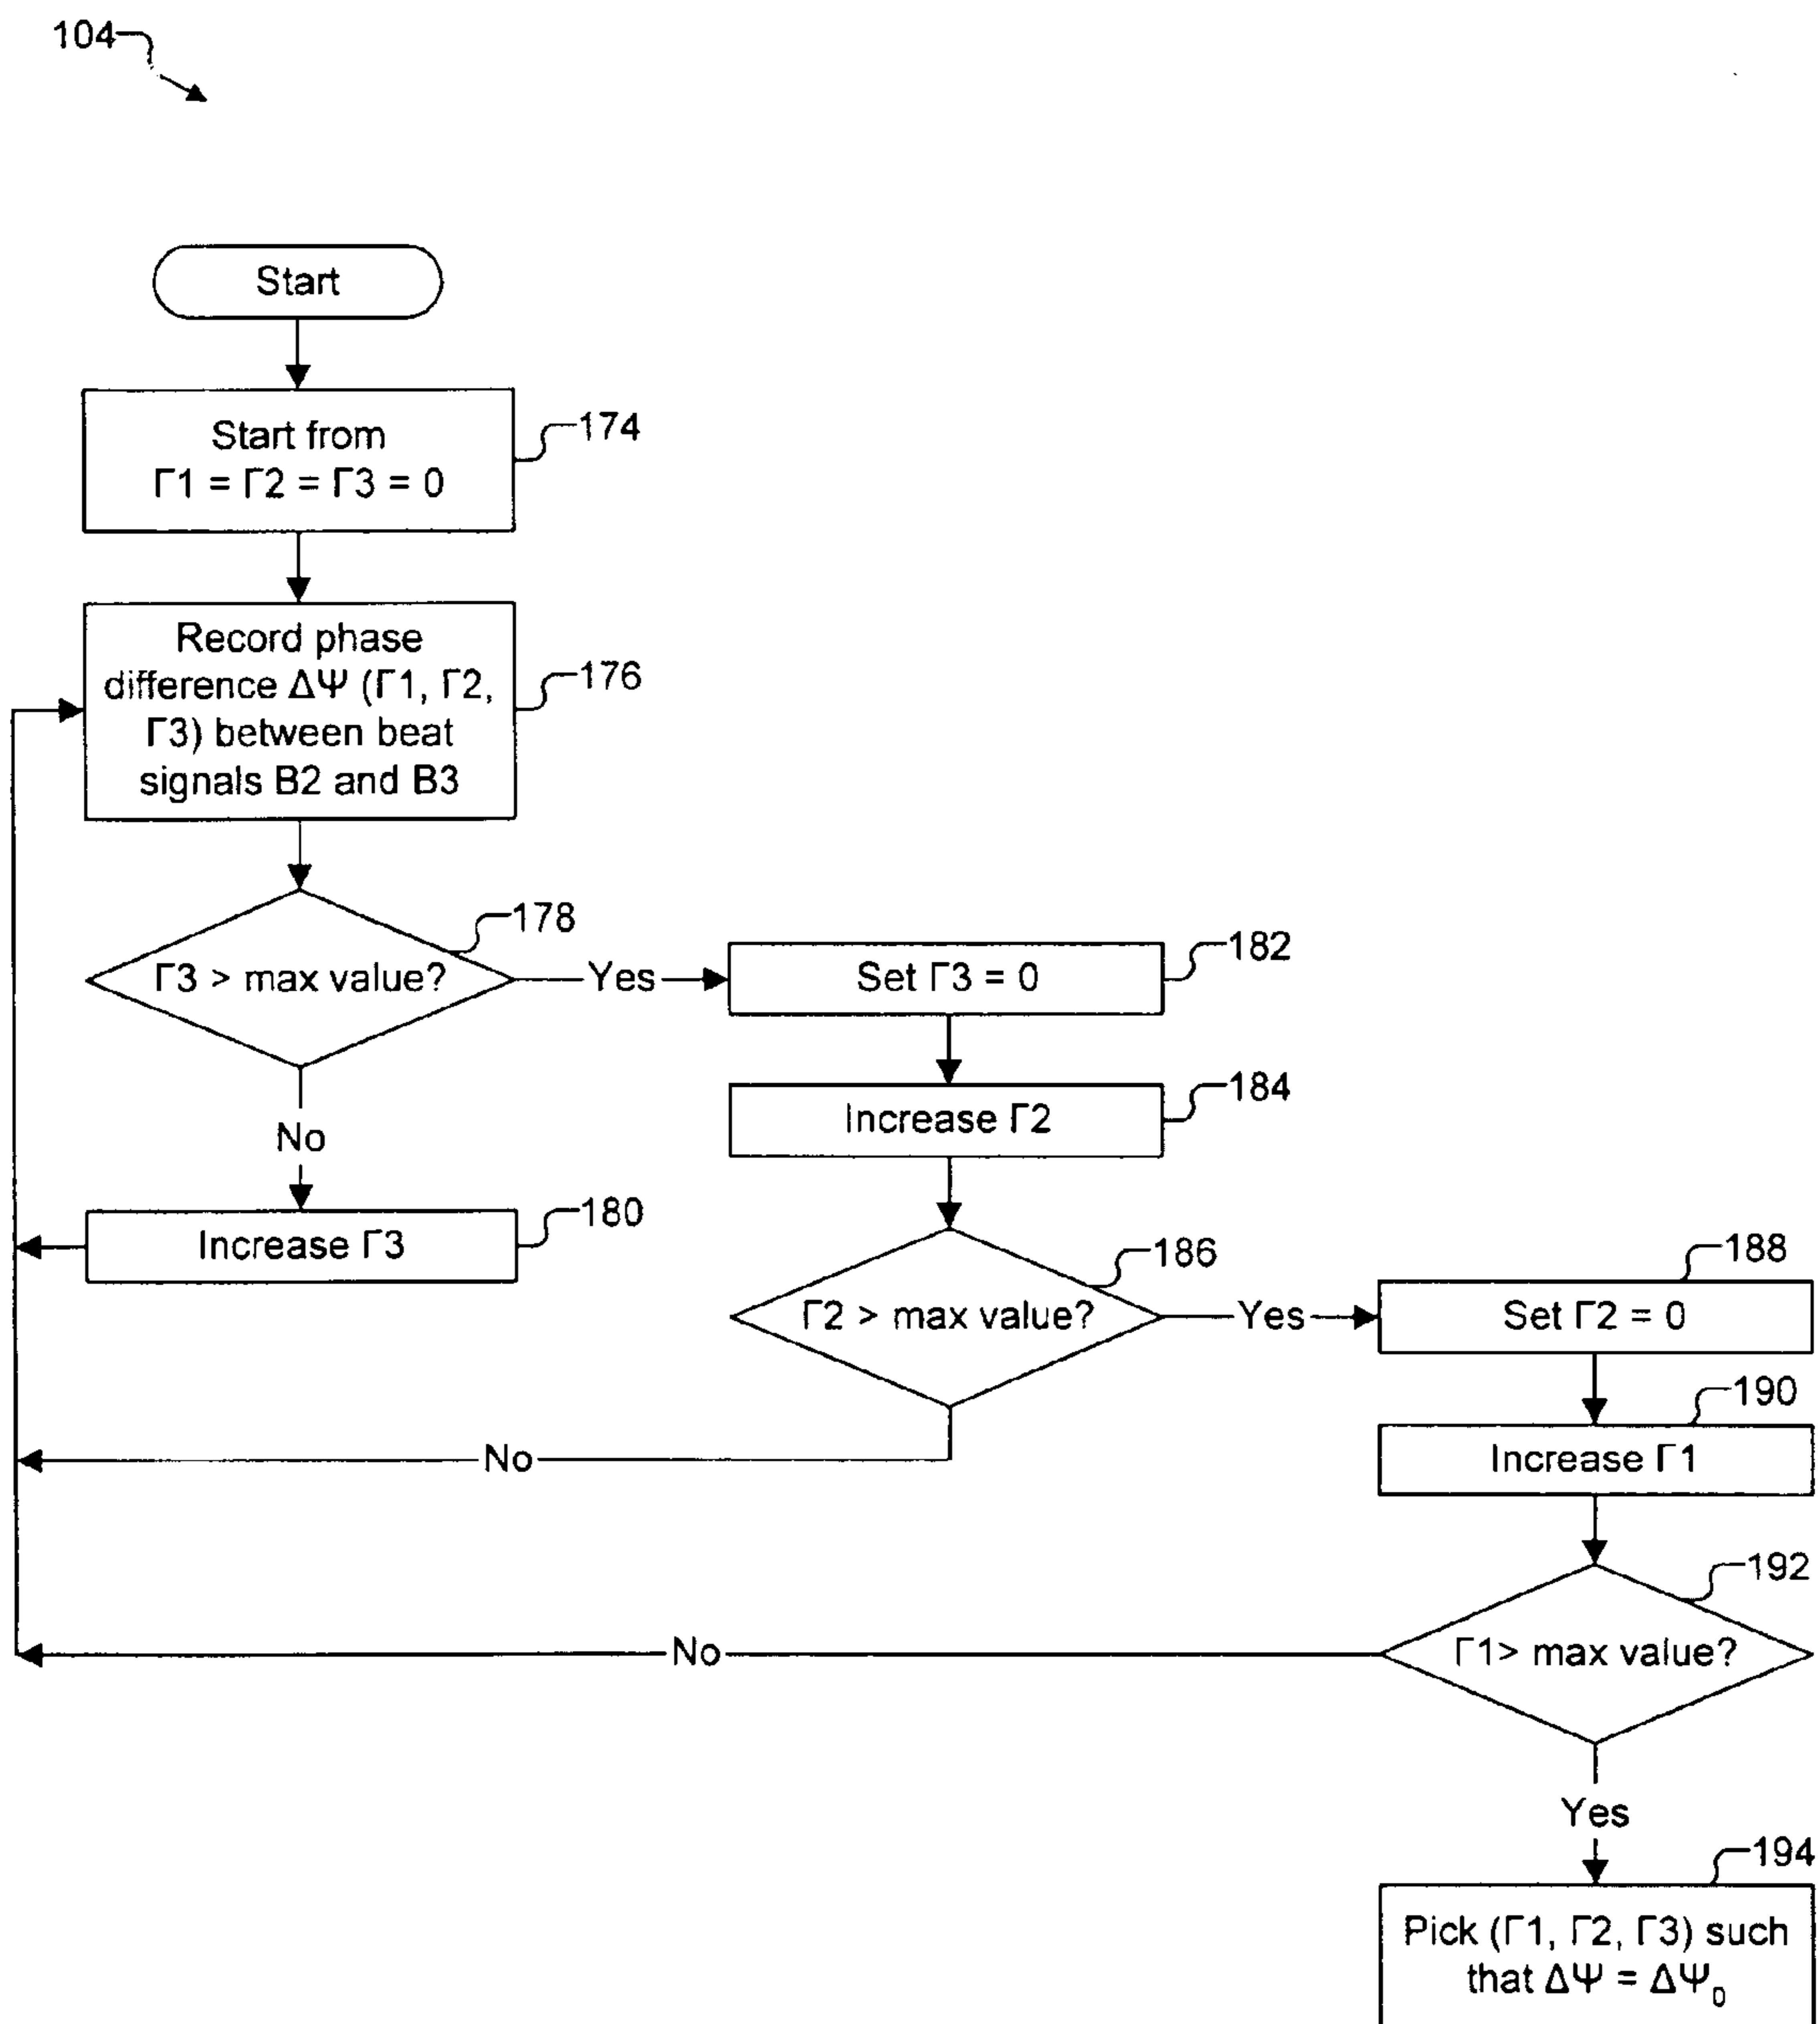 104
Start
Start from
Γ1 = Γ2 = Γ3 = 0
174
Record phase
difference ΔΨ (Γ1, Γ2,
Γ3) between beat
signals B2 and B3
176
178
Γ3 > max value?
Yes
No
Increase Γ3
180
Set Γ3 = 0
182
Increase Γ2
184
186
Γ2 > max value?
Yes
No
Set Γ2 = 0
188
Increase Γ1
190
192
Γ1> max value?
No
Yes
194
Pick (Γ1, Γ2, Γ3) such
that ΔΨ = ΔΨ₀